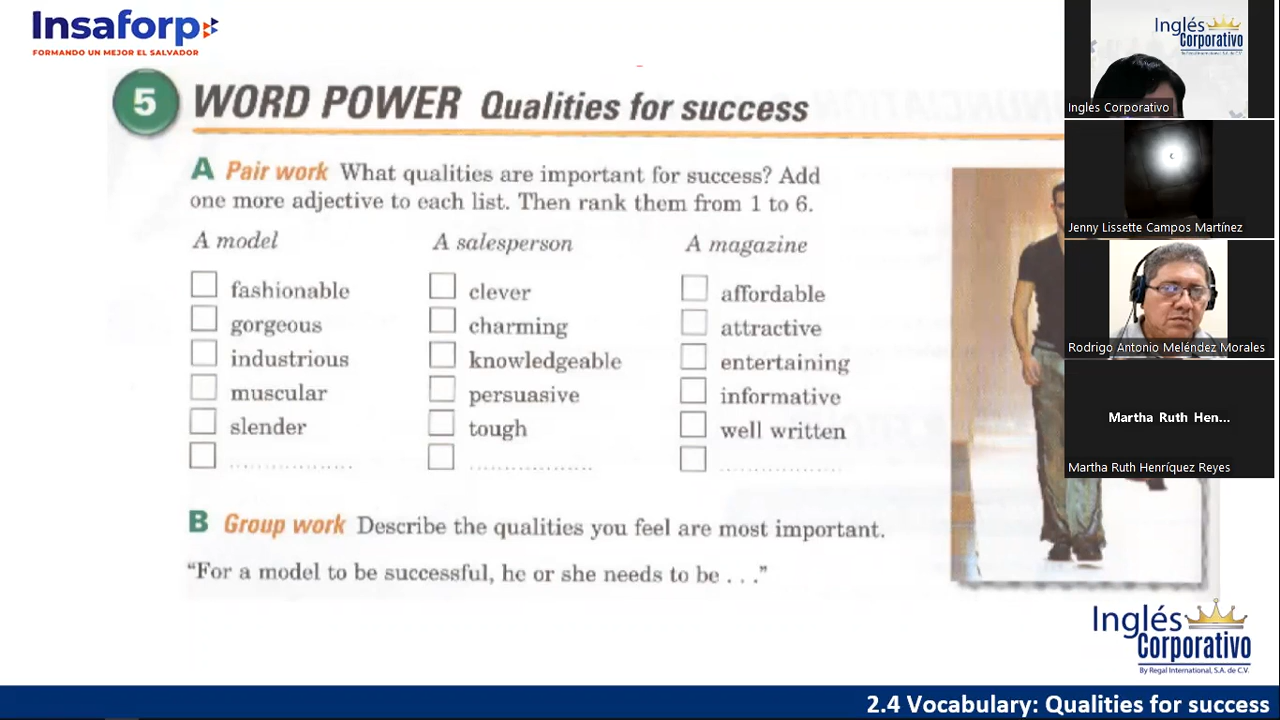 Insaforp
FORMANDO UN MEJOR EL SALVADOR
5 WORD POWER Qualities for success
A Pair work What qualities are important for success? Add
one more adjective to each list. Then rank them from 1 to 6.
A model
fashionable
gorgeous
industrious
muscular
slender
A salesperson
clever
charming
knowledgeable
persuasive
tough
A magazine
affordable
attractive
entertaining
informative
well written
B Group work Describe the qualities you feel are most important.
"For a model to be successful, he or she needs to be . . ."
Inglés
Corporativo
By Regal International, S.A. de C.V.
Ingles Corporativo
Jenny Lissette Campos Martínez
Rodrigo Antonio Meléndez Morales
Martha Ruth Hen...
Martha Ruth Henríquez Reyes
Inglés
Corporativo
By Regal International, S.A. de C.V.
2.4 Vocabulary: Qualities for success